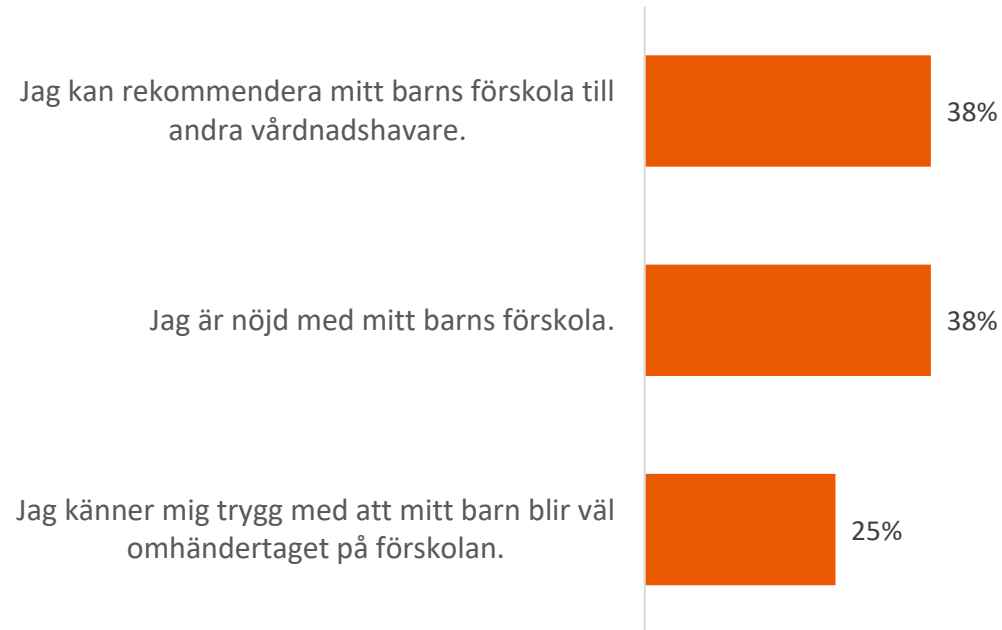 Jag kan rekommendera mitt barns förskola till
andra vårdnadshavare.
38%
Jag är nöjd med mitt barns förskola.
38%
Jag känner mig trygg med att mitt barn blir väl
omhändertaget på förskolan.
25%